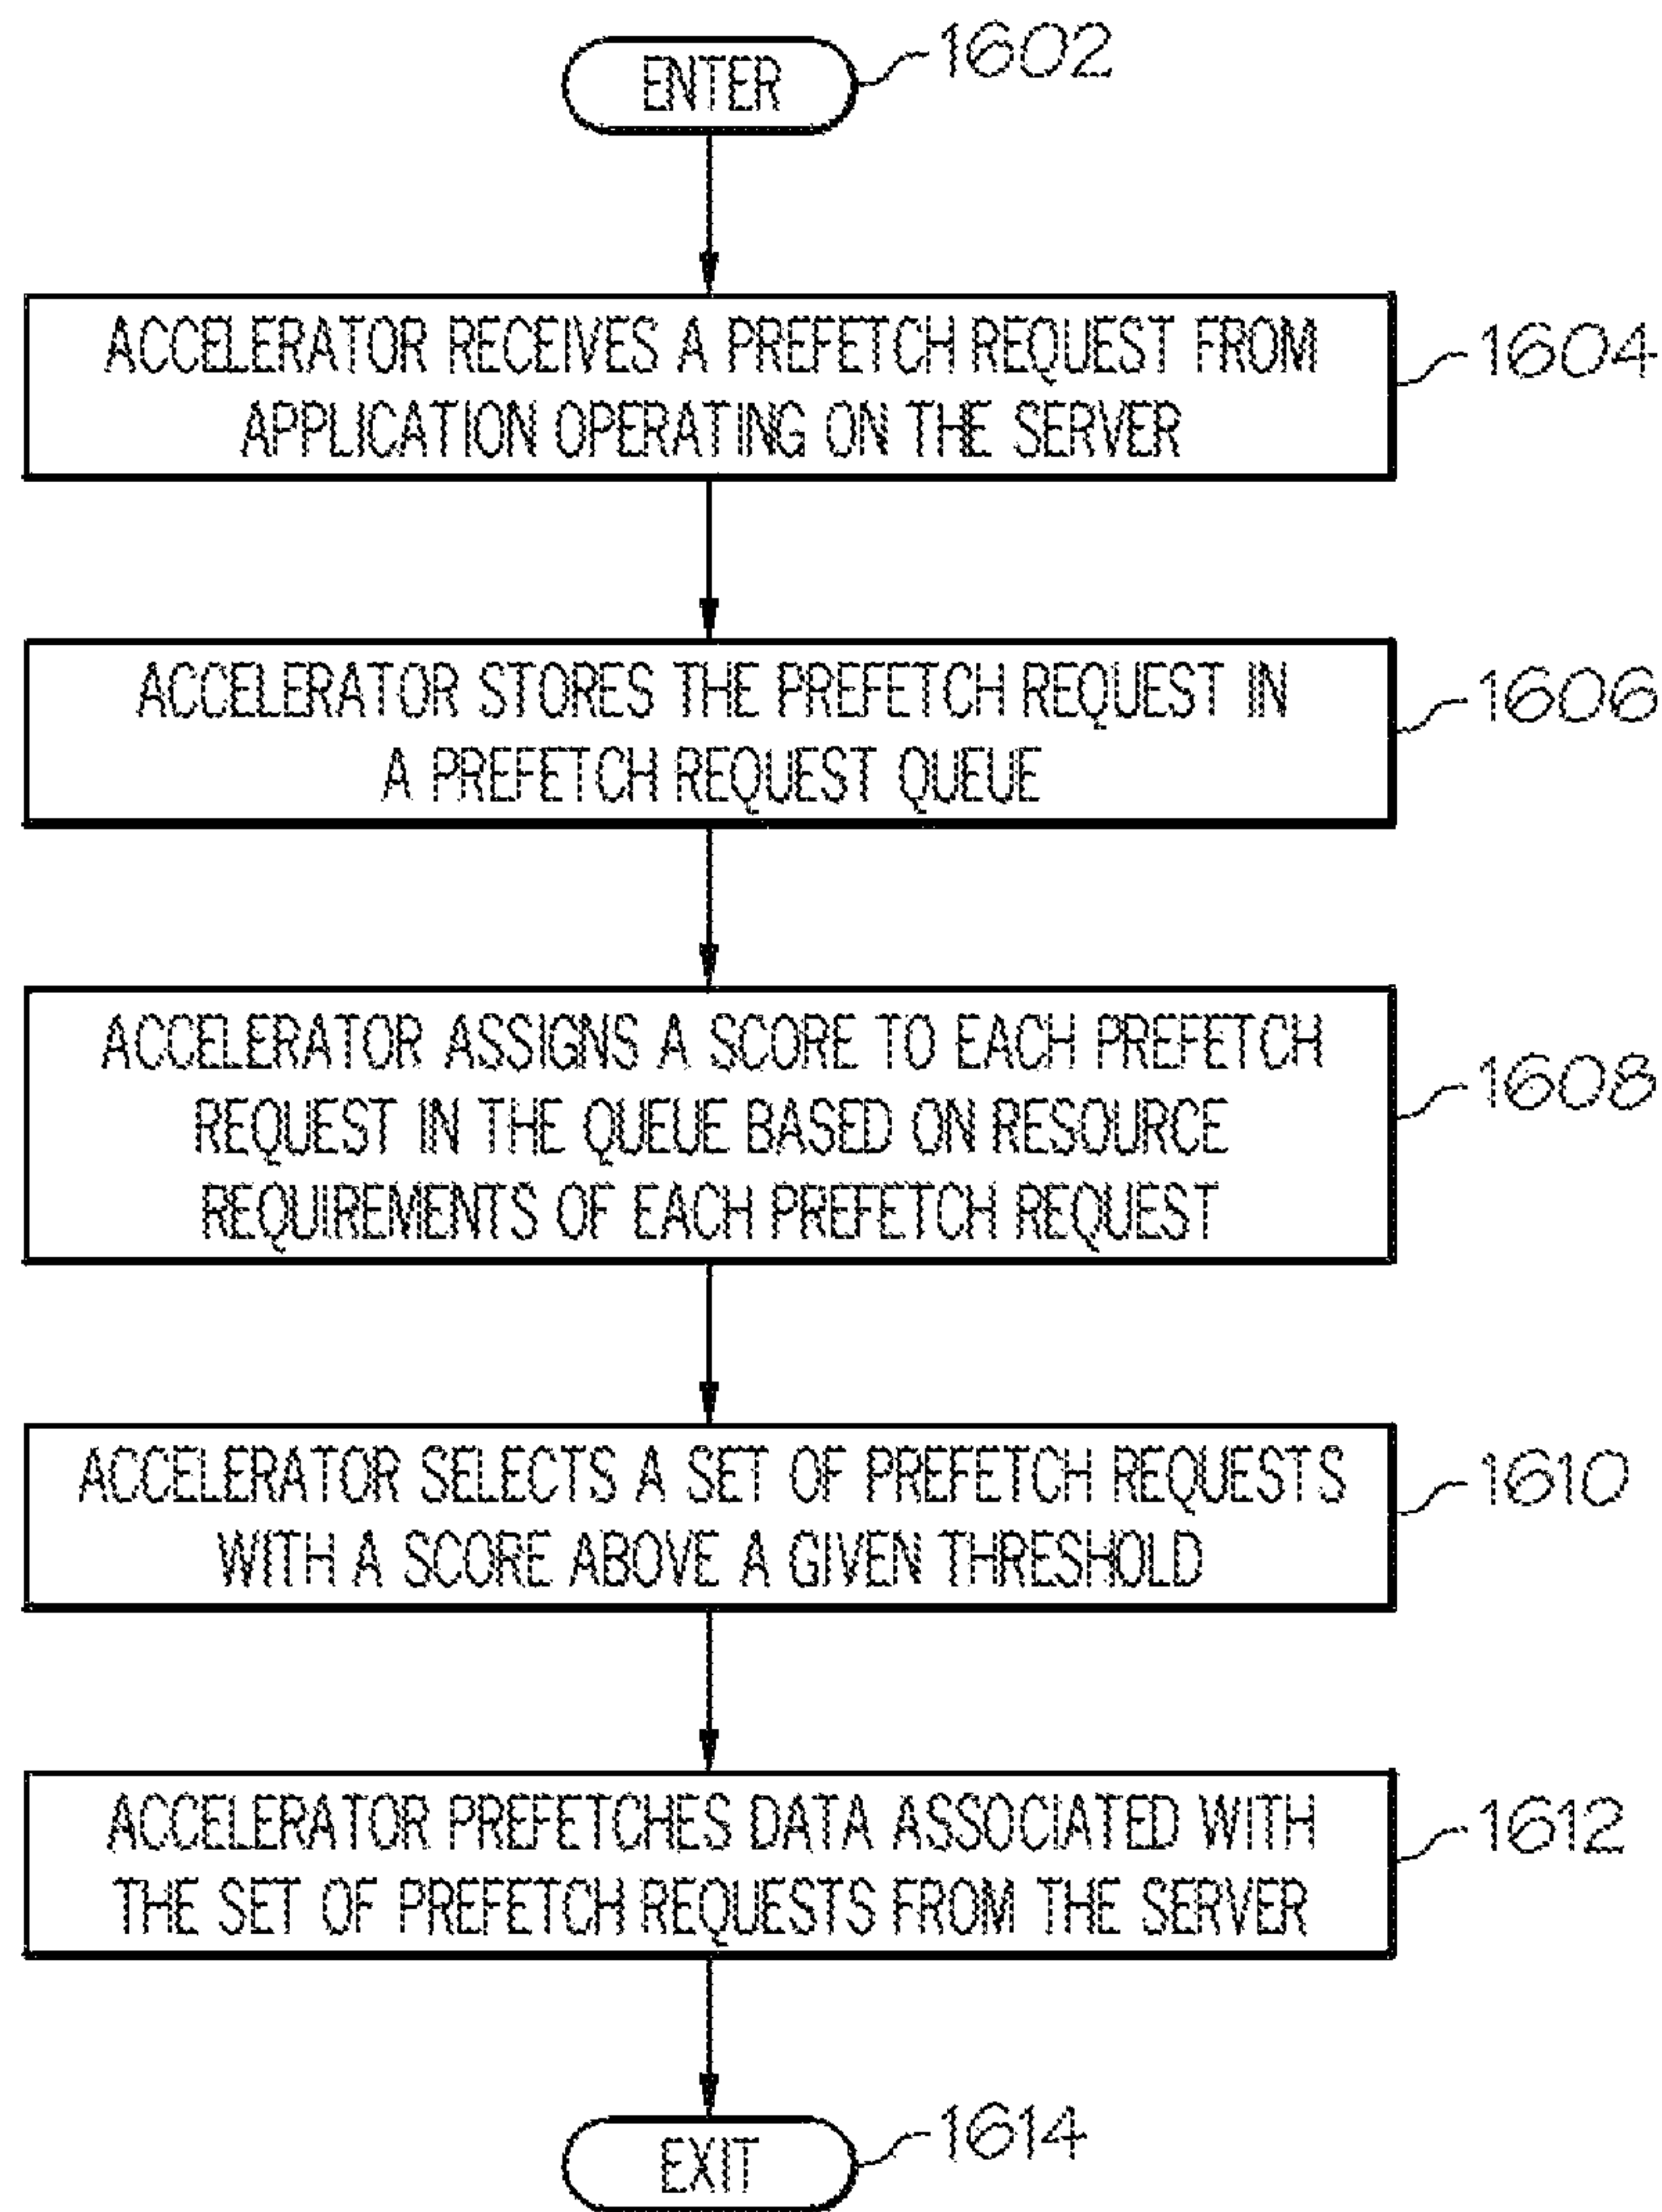 ENTER
1602
ACCELERATOR RECEIVES A PREFETCH REQUEST FROM
APPLICATION OPERATING ON THE SERVER
1604
ACCELERATOR STORES THE PREFETCH REQUEST IN
A PREFETCH REQUEST QUEUE
1606
ACCELERATOR ASSIGNS A SCORE TO EACH PREFETCH
REQUEST IN THE QUEUE BASED ON RESOURCE
REQUIREMENTS OF EACH PREFETCH REQUEST
1608
ACCELERATOR SELECTS A SET OF PREFETCH REQUESTS
WITH A SCORE ABOVE A GIVEN THRESHOLD
1610
ACCELERATOR PREFETCHES DATA ASSOCIATED WITH
THE SET OF PREFETCH REQUESTS FROM THE SERVER
1612
EXIT
1614